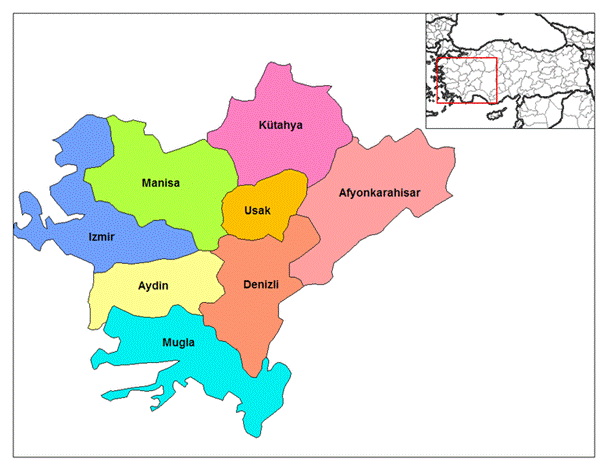 Kütahya
Manisa
Afyonkarahisar
Usak
Izmir
Aydin
Denizli
Mugla